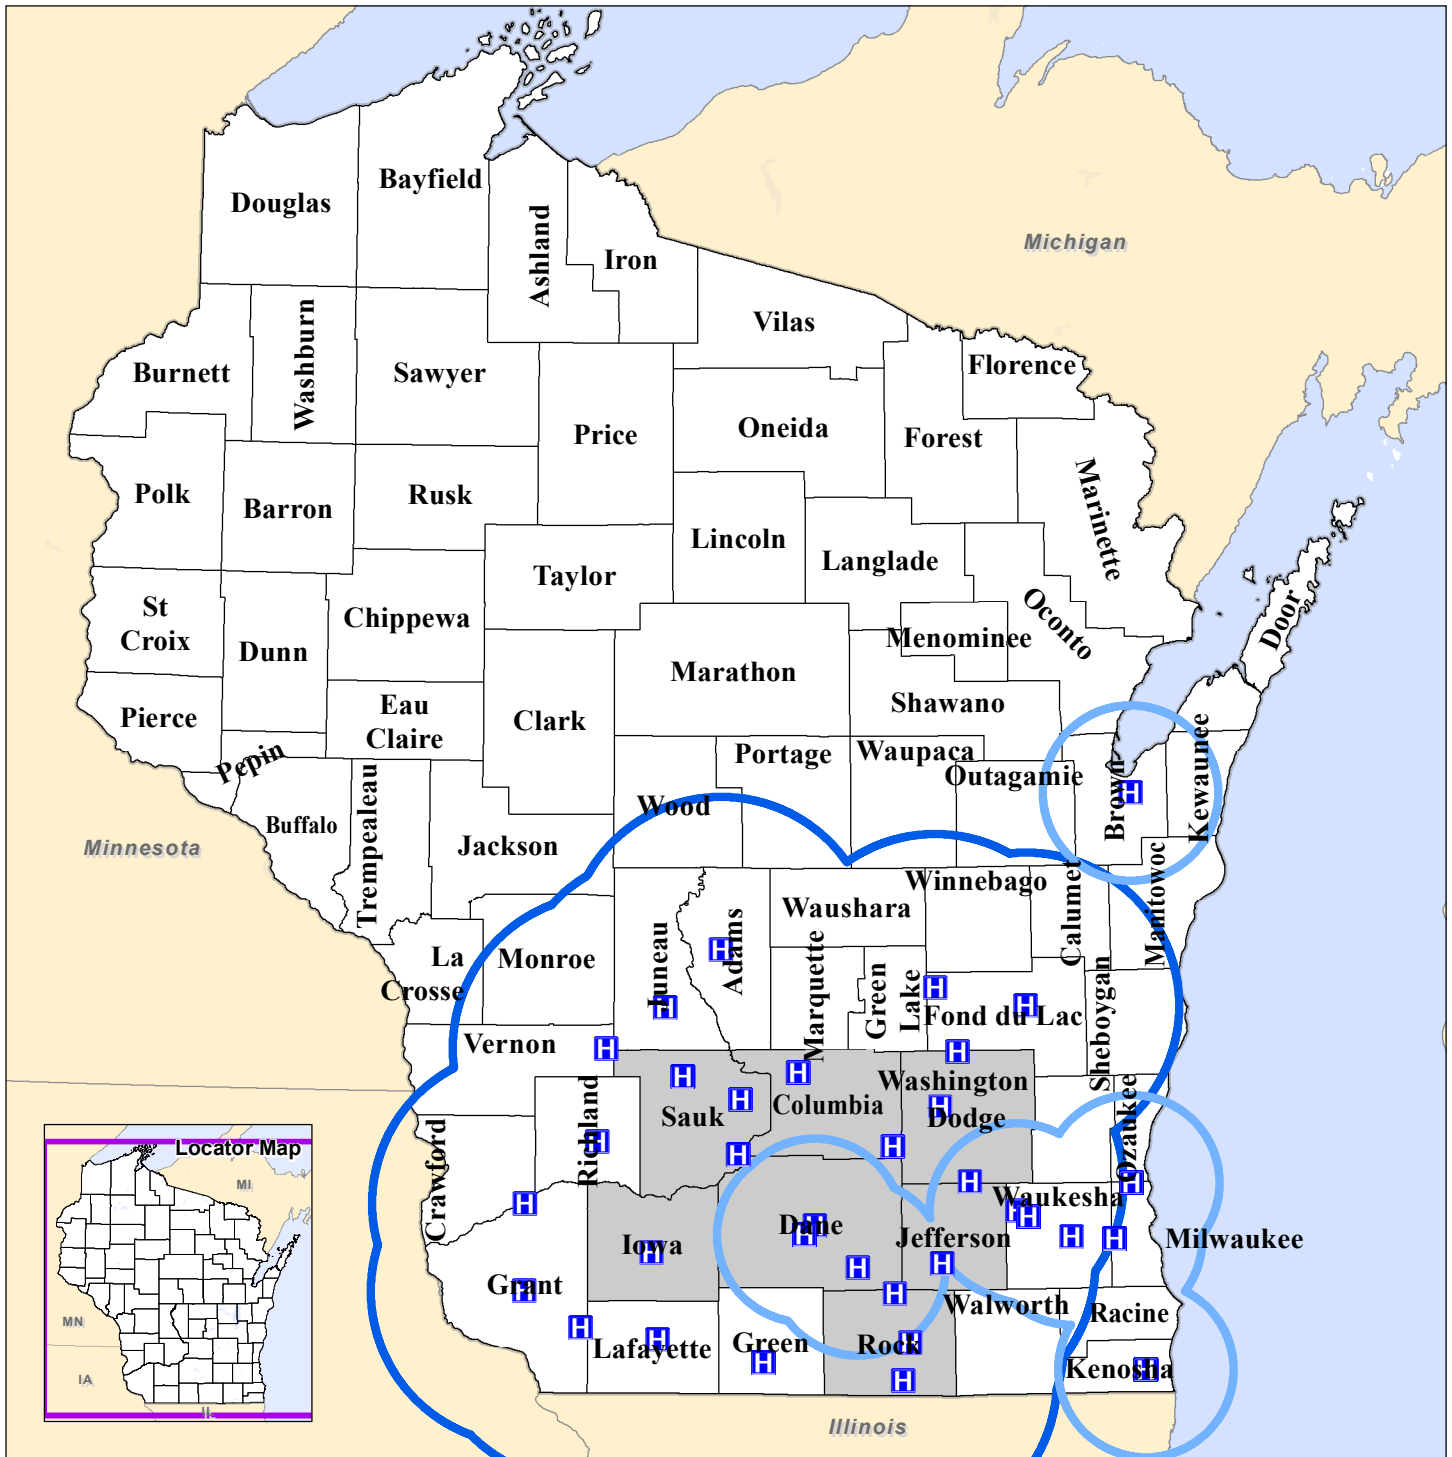 Bayfield
Douglas
Ashland
Iron
Michigan
Vilas
Washburn
Burnett
Sawyer
Florence
Price
Oneida
Forest
Polk
Barron
Rusk
Marinette
Lincoln
Langlade
Taylor
St
Croix
Chippewa
Door
Oconto
Dunn
Menominee
Marathon
Shawano
Pierce
Eau
Claire
Clark
Pepin
Portage
Waupaca
Outagamie
Kewaunee
Brown
H
Wood
Buffalo
Trempealeau
Jackson
Minnesota
Winnebago
Calumet
Manitowoc
Waushara
Juneau
Adams
H
Marquette
Green
Lake
La
Crosse
Monroe
H
H
H
Fond du Lac
Sheboygan
Vernon
H
H
H
H
H
Washington
Dodge
H
Sauk
Columbia
H
Ozaukee
Richland
H
H
H
Crawford
H
H
H
Waukesha
H
H
H
H
Milwaukee
Dane
H
H
Jefferson
Iowa
H
H
H
Grant
H
H
Walworth
Racine
H
Lafayette
H
Green
H
Rock
H
H
Kenosha
H
Illinois
Locator Map
MI
MN
IA
IL